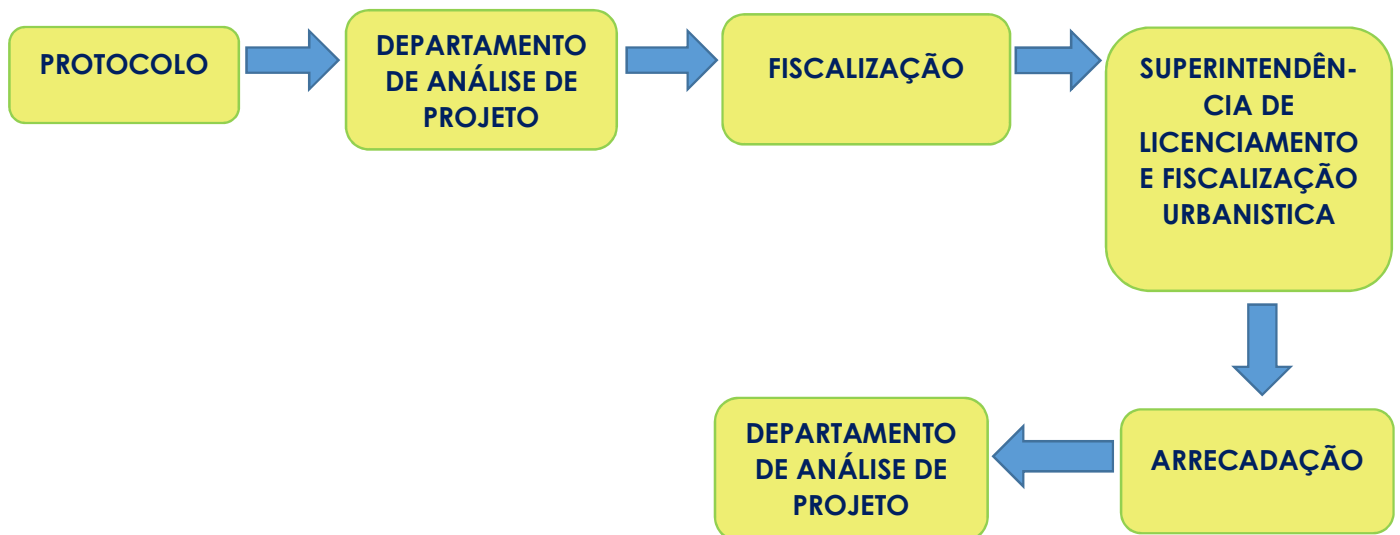 PROTOCOLO
DEPARTAMENTO
DE ANÁLISE DE
PROJETO
FISCALIZAÇÃO
SUPERINTENDÊN-
CIA DE
LICENCIAMENTO
E FISCALIZAÇÃO
URBANISTICA
ARRECADAÇÃO
DEPARTAMENTO
DE ANÁLISE DE
PROJETO